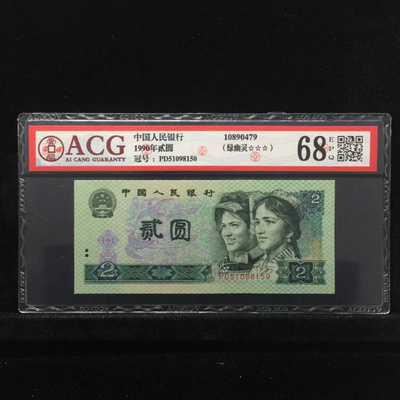 ACG
AI CANG GUARANTY
中国人民银行
1990年贰圆
冠号：PD51098150
10890479
（绿幽灵☆☆☆）
68
EPQ
中国人民银行
贰圆
2
2
2
PD51098150